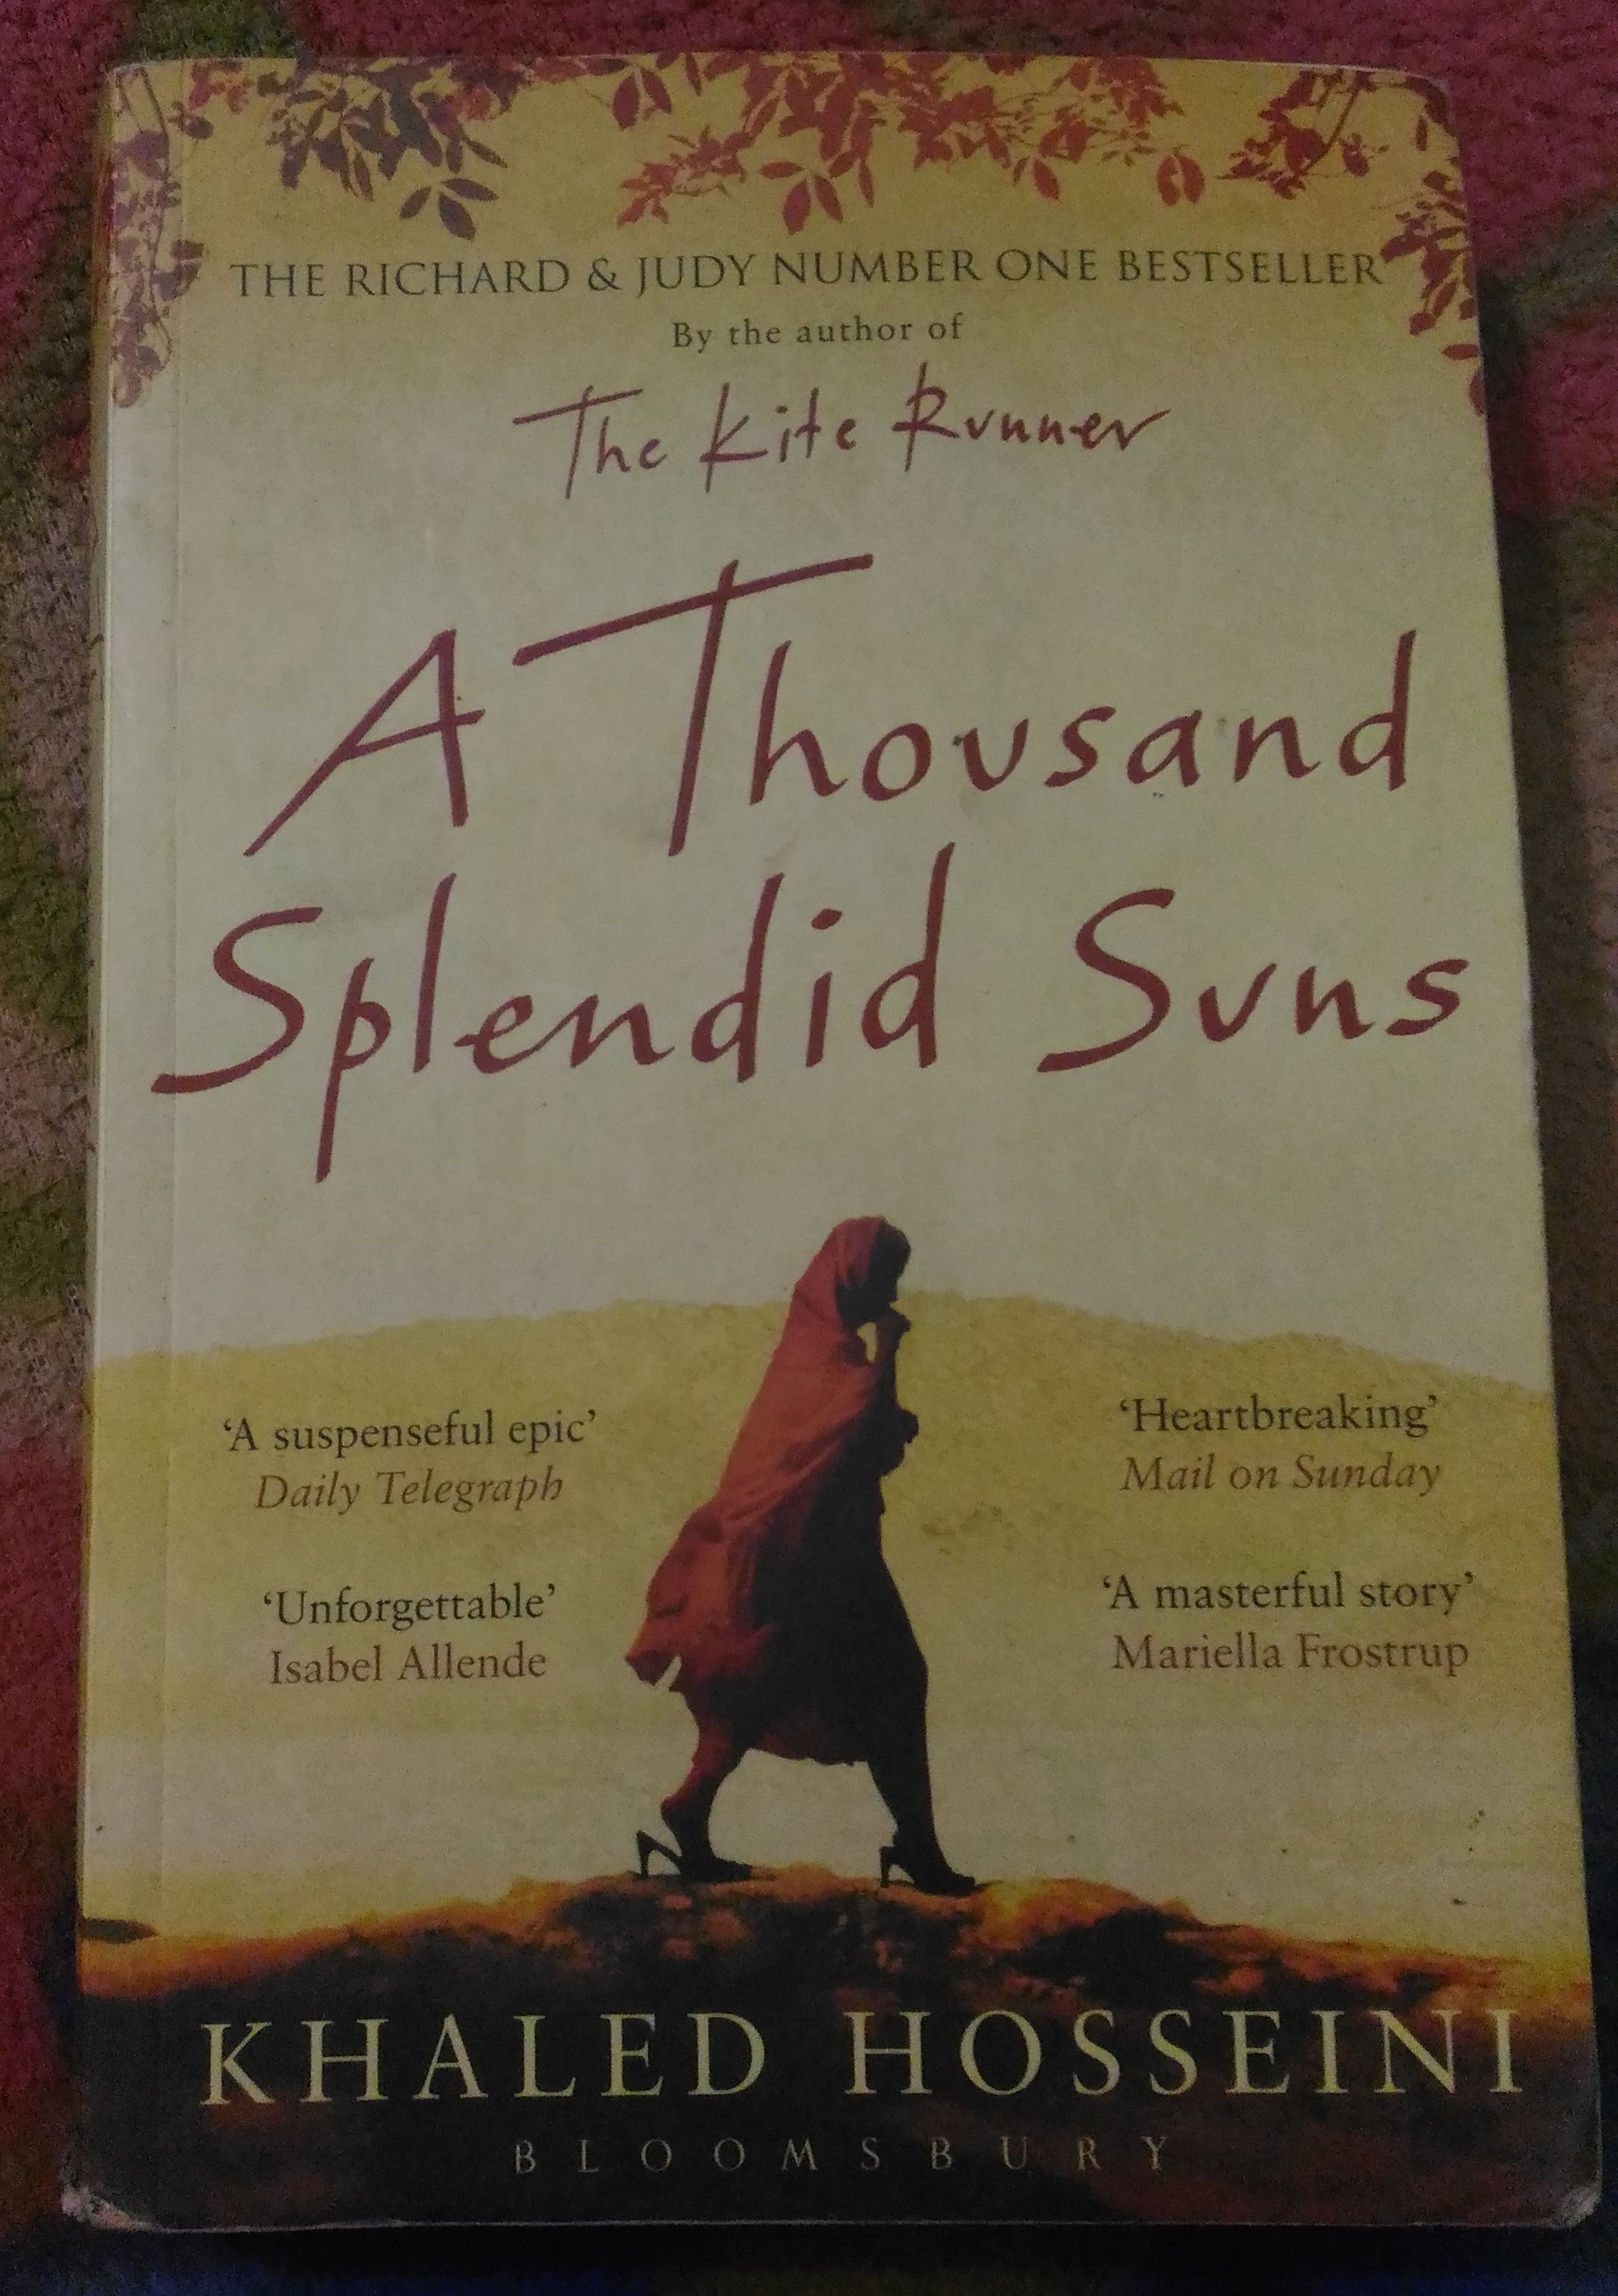 THE RICHARD & JUDY NUMBER ONE BESTSELLER
By the author of
The Kite Runner
A Thousand
Splendid Suns
‘A suspenseful epic’
Daily Telegraph
‘Unforgettable’
Isabel Allende
‘Heartbreaking’
Mail on Sunday
‘A masterful story’
Mariella Frostrup
KHALED HOSSEINI
BLOOMSBURY